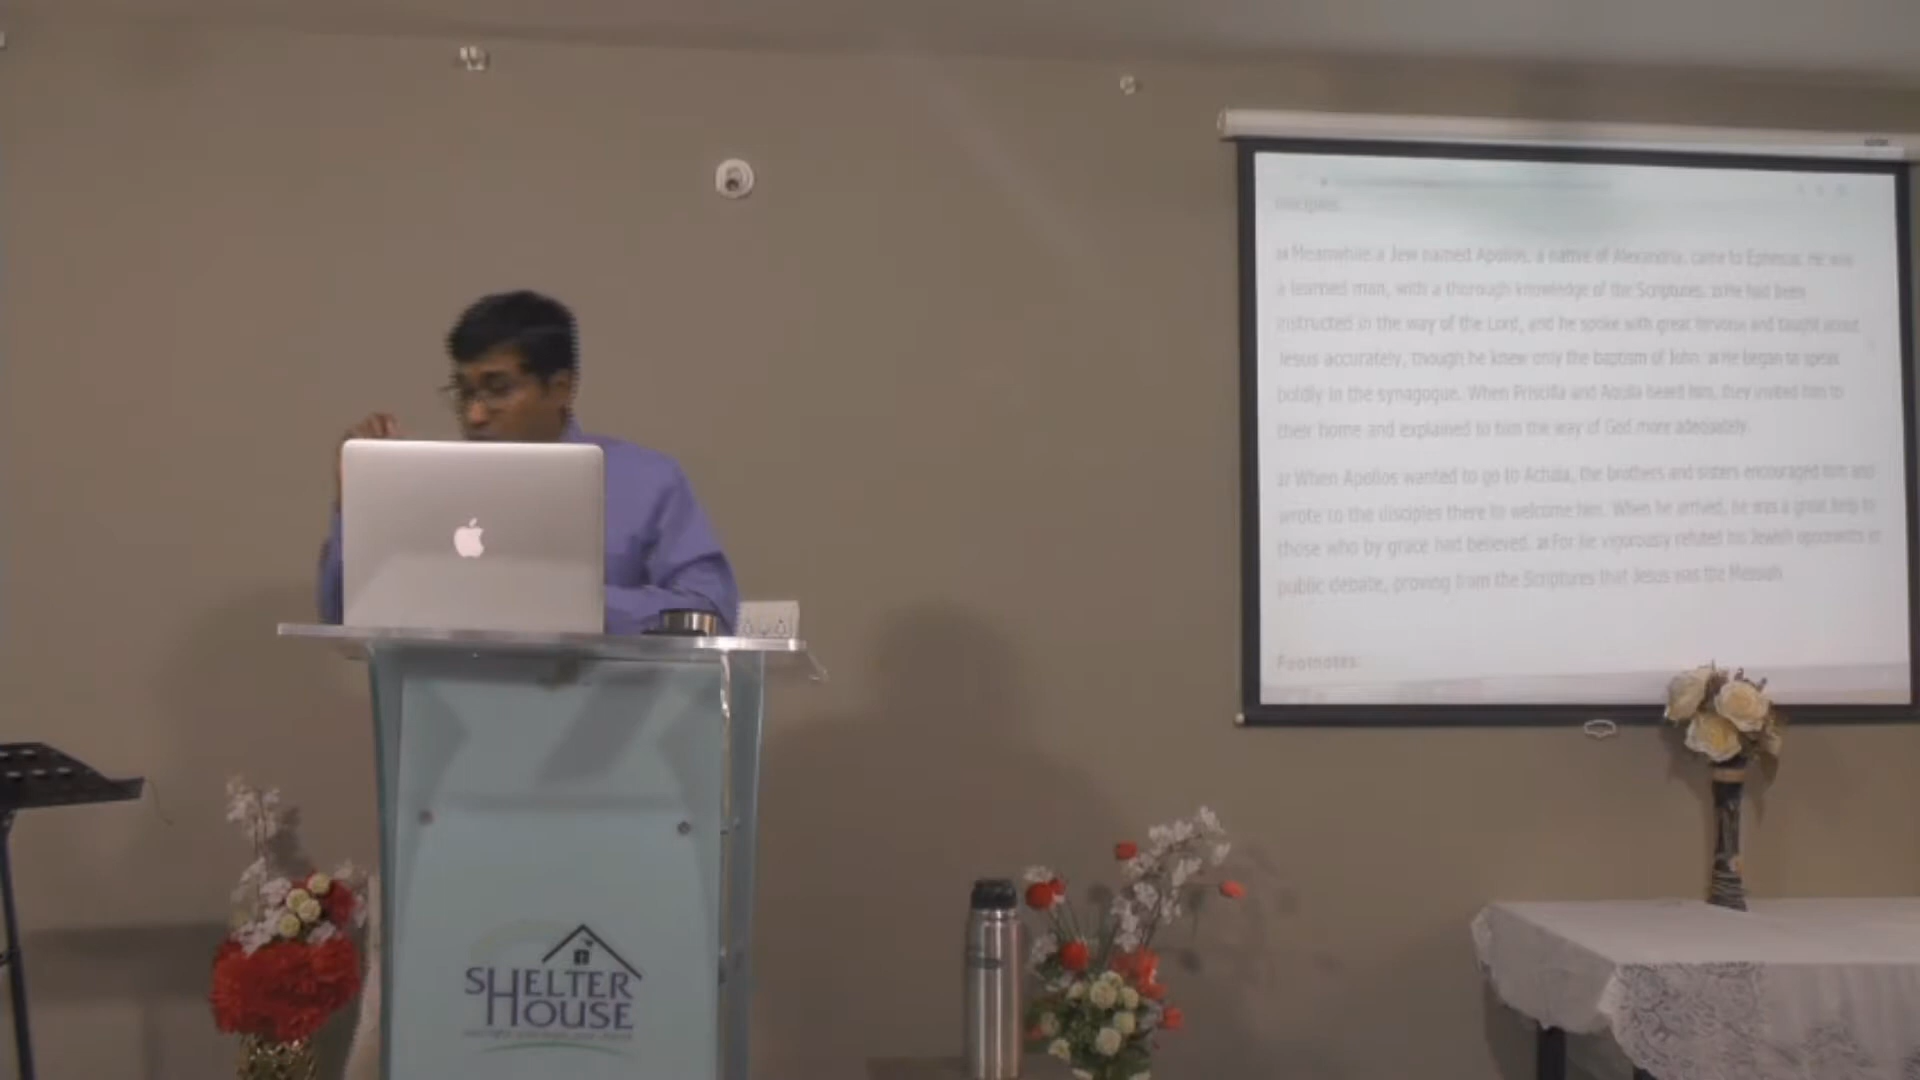 disciples.
24 Meanwhile a Jew named Apollos, a native of Alexandria, came to Ephesus. He was
a learned man, with a thorough knowledge of the Scriptures. 25 He had been
instructed in the way of the Lord, and he spoke with great fervor and taught about
Jesus accurately, though he knew only the baptism of John. 26 He began to speak
boldly in the synagogue. When Priscilla and Aquila heard him, they invited him to
their home and explained to him the way of God more adequately.
27 When Apollos wanted to go to Achaia, the brothers and sisters encouraged him and
wrote to the disciples there to welcome him. When he arrived, he was a great help to
those who by grace had believed. 28 For he vigorously refuted his Jewish opponents in
public debate, proving from the Scriptures that Jesus was the Messiah.
Footnotes:
SHELTER
HOUSE